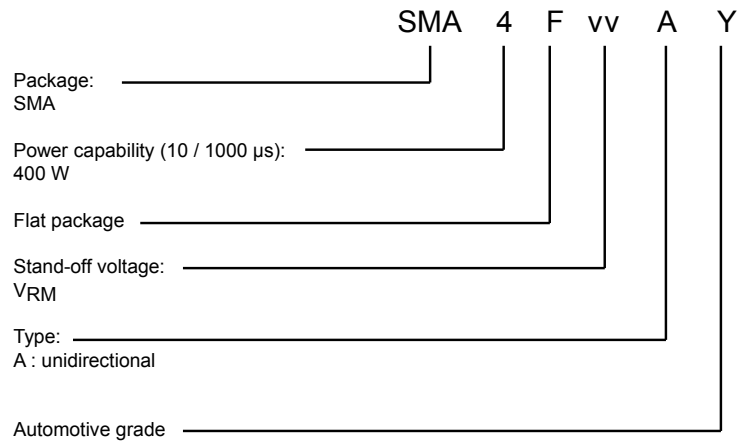 SMA 4 F vv A Y
Package:
SMA
Power capability (10 / 1000 µs):
400 W
Flat package
Stand-off voltage:
VRM
Type:
A : unidirectional
Automotive grade